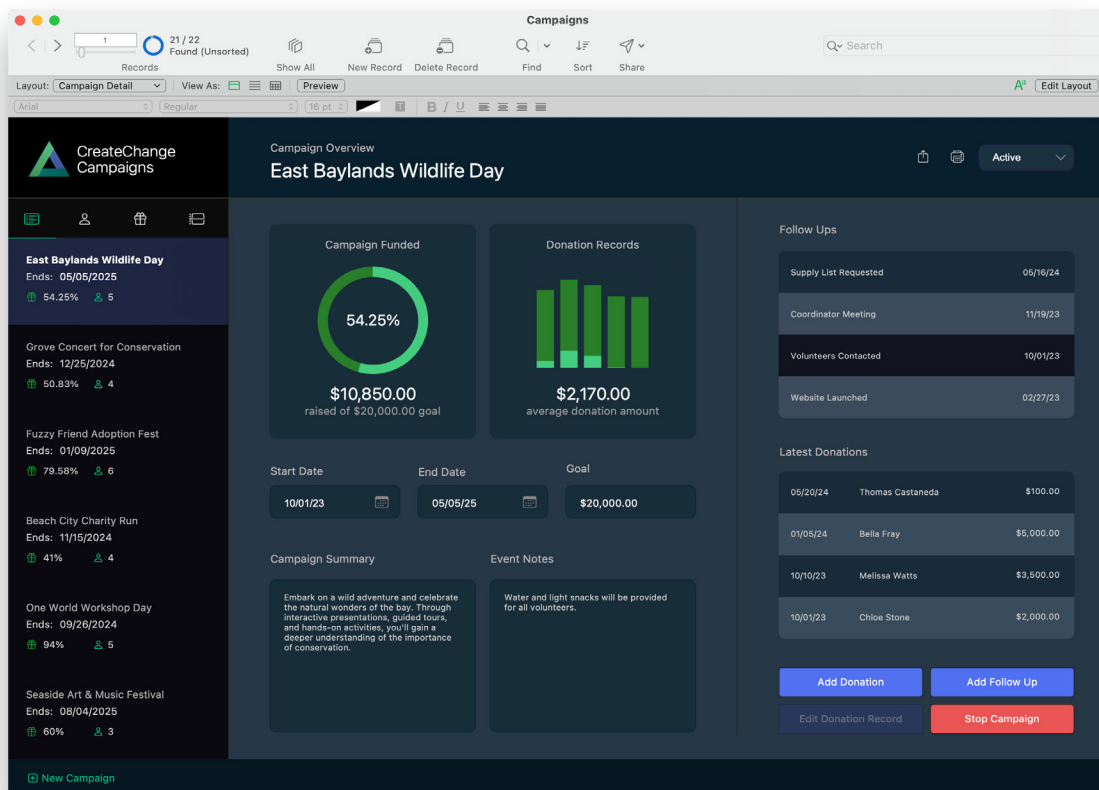 Campaigns
1
21 / 22
Found (Unsorted)
Records
Show All
New Record
Delete Record
Find
Sort
Share
Search
Layout:
Campaign Detail
View As:
Preview
Aa
Edit Layout
Arial
Regular
16 pt
T
B I U
CreateChange
Campaigns
Campaign Overview
East Baylands Wildlife Day
Active
East Baylands Wildlife Day
Ends: 05/05/2025
54.25% 5
Grove Concert for Conservation
Ends: 12/25/2024
50.83% 4
Fuzzy Friend Adoption Fest
Ends: 01/09/2025
79.58% 6
Beach City Charity Run
Ends: 11/15/2024
41% 4
One World Workshop Day
Ends: 09/26/2024
94% 5
Seaside Art & Music Festival
Ends: 08/04/2025
60% 3
New Campaign
Campaign Funded
54.25%
$10,850.00
raised of $20,000.00 goal
Donation Records
$2,170.00
average donation amount
Start Date
10/01/23
End Date
05/05/25
Goal
$20,000.00
Campaign Summary
Embark on a wild adventure and celebrate
the natural wonders of the bay. Through
interactive presentations, guided tours,
and hands-on activities, you'll gain a
deeper understanding of the importance
of conservation.
Event Notes
Water and light snacks will be provided
for all volunteers.
Follow Ups
Supply List Requested 05/16/24
Coordinator Meeting 11/19/23
Volunteers Contacted 10/01/23
Website Launched 02/27/23
Latest Donations
05/20/24 Thomas Castaneda $100.00
01/05/24 Bella Fray $5,000.00
10/10/23 Melissa Watts $3,500.00
10/01/23 Chloe Stone $2,000.00
Add Donation
Add Follow Up
Edit Donation Record
Stop Campaign